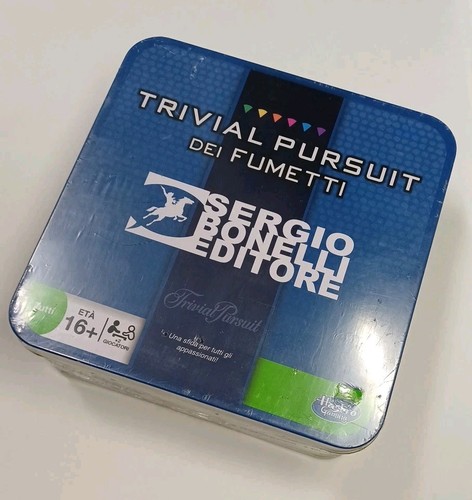 TRIVIAL PURSUIT
DEI FUMETTI
SERGIO
BONELLI
EDITORE
Trivial Pursuit
Una sfida per tutti gli
appassionati!
ETÀ
16+
GIOCATORI
Hasbro
Gaming